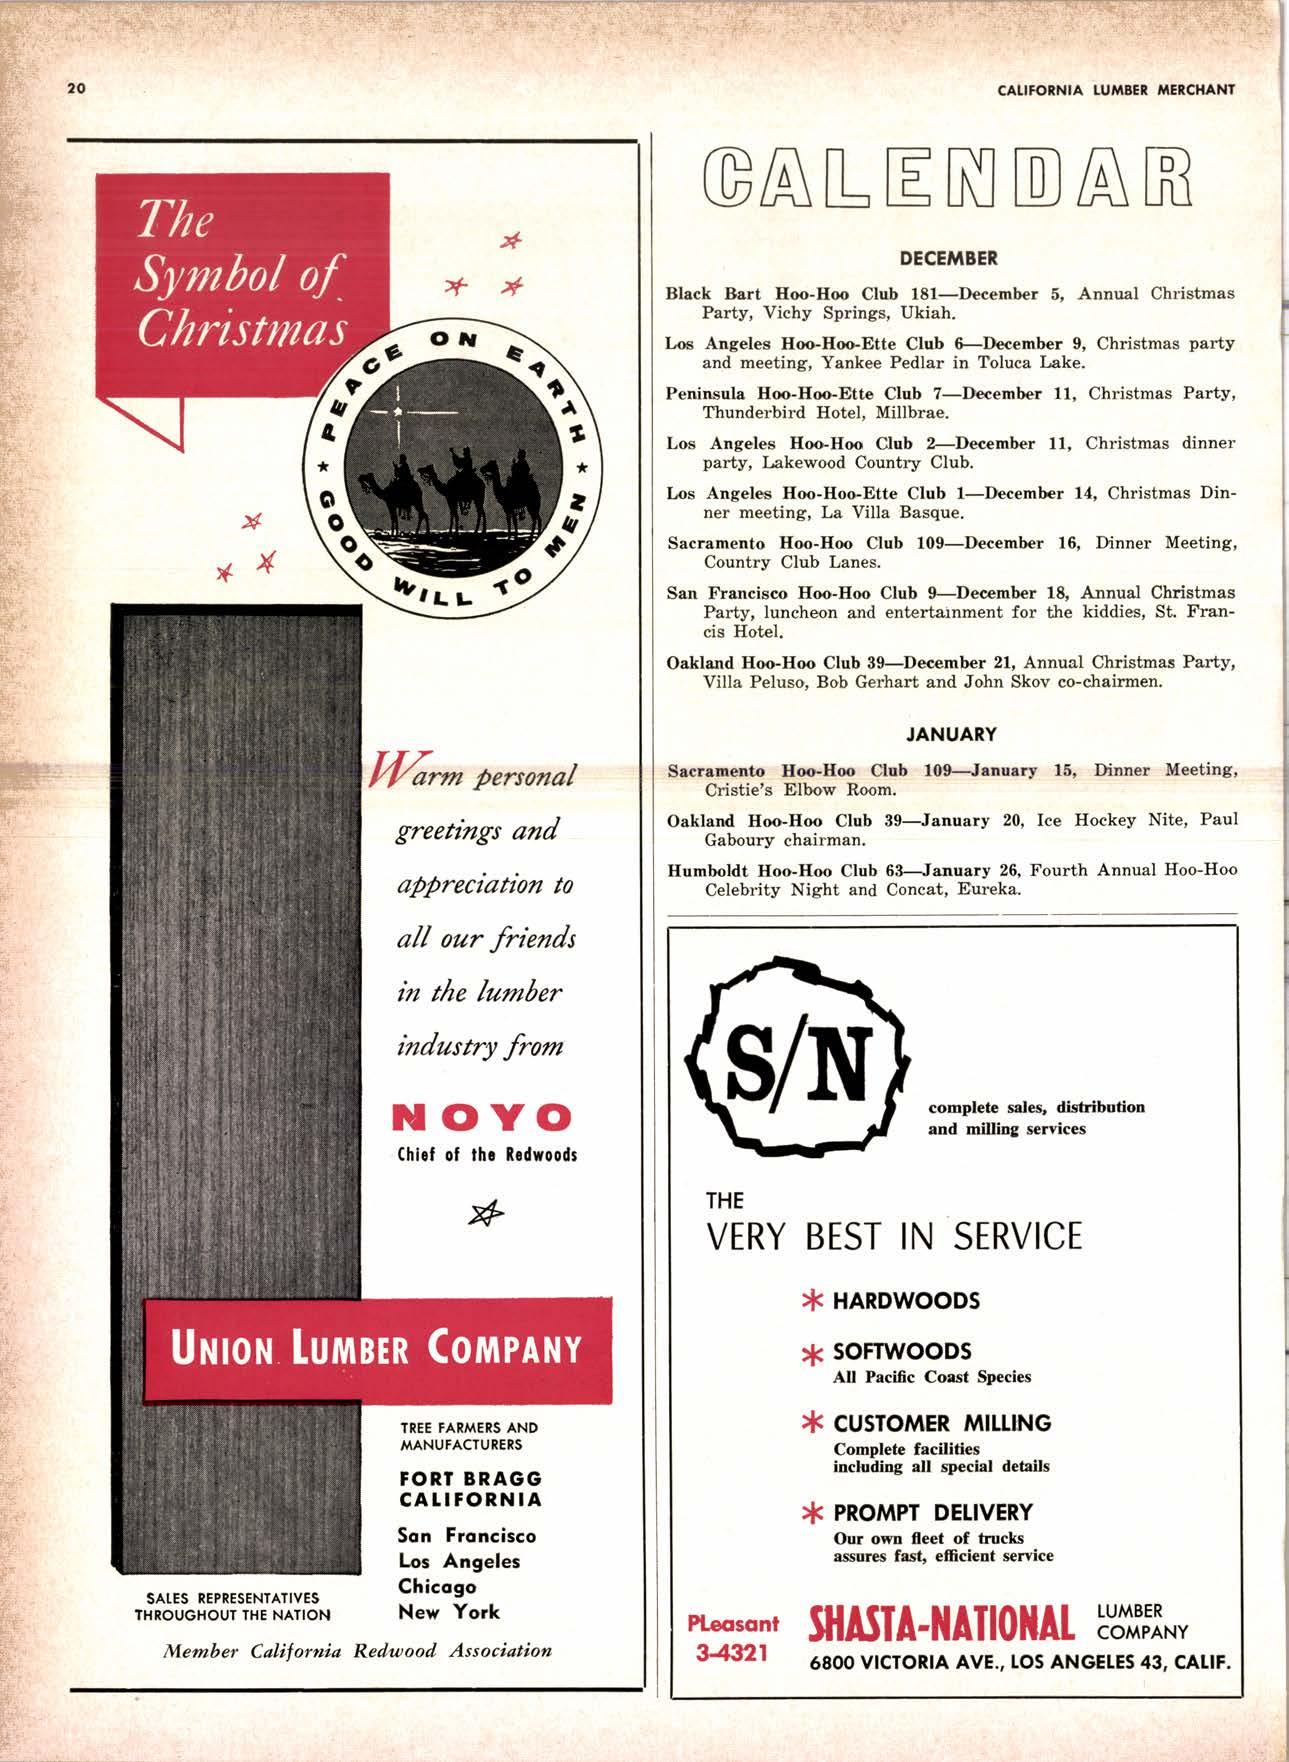 20
CALIFORNIA LUMBER MERCHANT
The
Symbol of
Christmas
PEACE ON EARTH
★ GOOD WILL TO MEN ★
Warm personal
greetings and
appreciation to
all our friends
in the lumber
industry from
NOYO
Chief of the Redwoods
UNION LUMBER COMPANY
TREE FARMERS AND
MANUFACTURERS
FORT BRAGG
CALIFORNIA
San Francisco
Los Angeles
Chicago
New York
SALES REPRESENTATIVES
THROUGHOUT THE NATION
Member California Redwood Association
CALENDAR
DECEMBER
Black Bart Hoo-Hoo Club 181—December 5, Annual Christmas
Party, Vichy Springs, Ukiah.
Los Angeles Hoo-Hoo-Ette Club 6—December 9, Christmas party
and meeting, Yankee Pedlar in Toluca Lake.
Peninsula Hoo-Hoo-Ette Club 7—December 11, Christmas Party,
Thunderbird Hotel, Millbrae.
Los Angeles Hoo-Hoo Club 2—December 11, Christmas dinner
party, Lakewood Country Club.
Los Angeles Hoo-Hoo-Ette Club 1—December 14, Christmas Din-
ner meeting, La Villa Basque.
Sacramento Hoo-Hoo Club 109—December 16, Dinner Meeting,
Country Club Lanes.
San Francisco Hoo-Hoo Club 9—December 18, Annual Christmas
Party, luncheon and entertainment for the kiddies, St. Fran-
cis Hotel.
Oakland Hoo-Hoo Club 39—December 21, Annual Christmas Party,
Villa Peluso, Bob Gerhart and John Skov co-chairmen.
JANUARY
Sacramento Hoo-Hoo Club 109—January 15, Dinner Meeting,
Cristie's Elbow Room.
Oakland Hoo-Hoo Club 39—January 20, Ice Hockey Nite, Paul
Gaboury chairman.
Humboldt Hoo-Hoo Club 63—January 26, Fourth Annual Hoo-Hoo
Celebrity Night and Concat, Eureka.
S/N
complete sales, distribution
and milling services
THE
VERY BEST IN SERVICE
* HARDWOODS
* SOFTWOODS
All Pacific Coast Species
* CUSTOMER MILLING
Complete facilities
including all special details
* PROMPT DELIVERY
Our own fleet of trucks
assures fast, efficient service
PLeasant
3-4321
SHASTA-NATIONAL
LUMBER
COMPANY
6800 VICTORIA AVE., LOS ANGELES 43, CALIF.